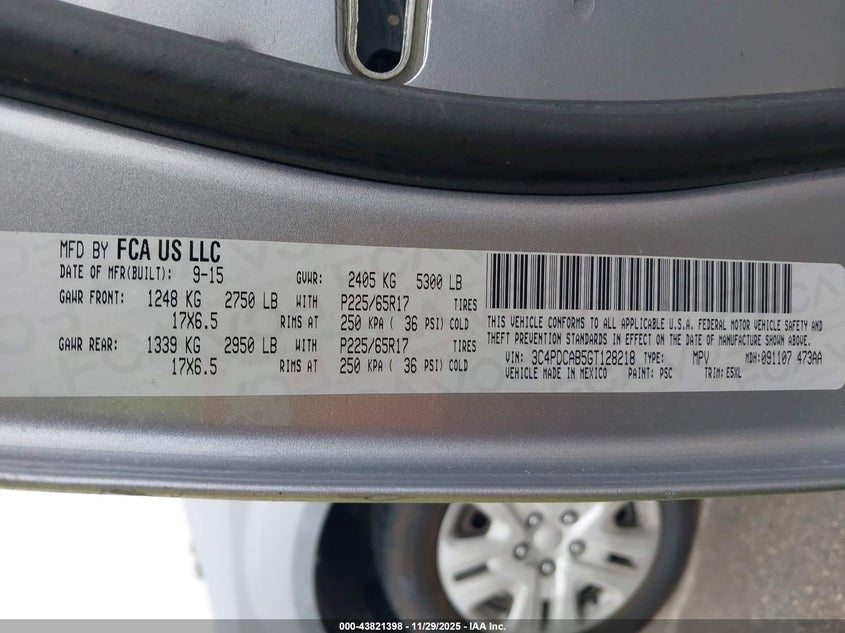 MFD BY FCA US LLC
DATE OF MFR(BUILT): 9-15 GVWR: 2405 KG 5300 LB
GAWR FRONT: 1248 KG 2750 LB WITH P225/65R17 TIRES
17X6.5 RIMS AT 250 KPA ( 36 PSI) COLD
GAWR REAR: 1339 KG 2950 LB WITH P225/65R17 TIRES
17X6.5 RIMS AT 250 KPA ( 36 PSI) COLD
THIS VEHICLE CONFORMS TO ALL APPLICABLE U.S.A. FEDERAL MOTOR VEHICLE SAFETY AND
THEFT PREVENTION STANDARDS IN EFFECT ON THE DATE OF MANUFACTURE SHOWN ABOVE.
VIN: 3C4PDCAB5GT128218 TYPE: MPV MDH: 091107 473AA
VEHICLE MADE IN MEXICO PAINT: PSC TRIM: E5XL
000-43821398 - 11/29/2025 - IAA Inc.